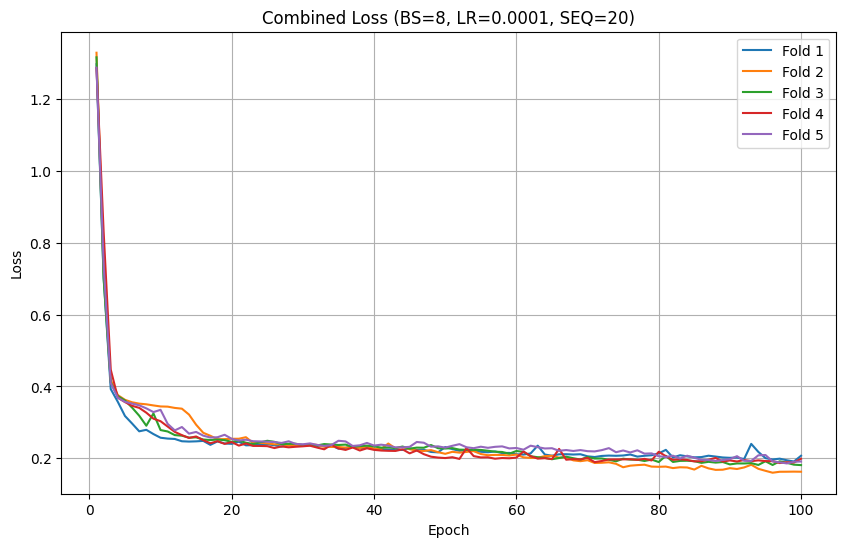 Combined Loss (BS=8, LR=0.0001, SEQ=20)
Fold 1
Fold 2
Fold 3
Fold 4
Fold 5
1.2
1.0
0.8
0.6
0.4
0.2
Loss
0 20 40 60 80 100
Epoch